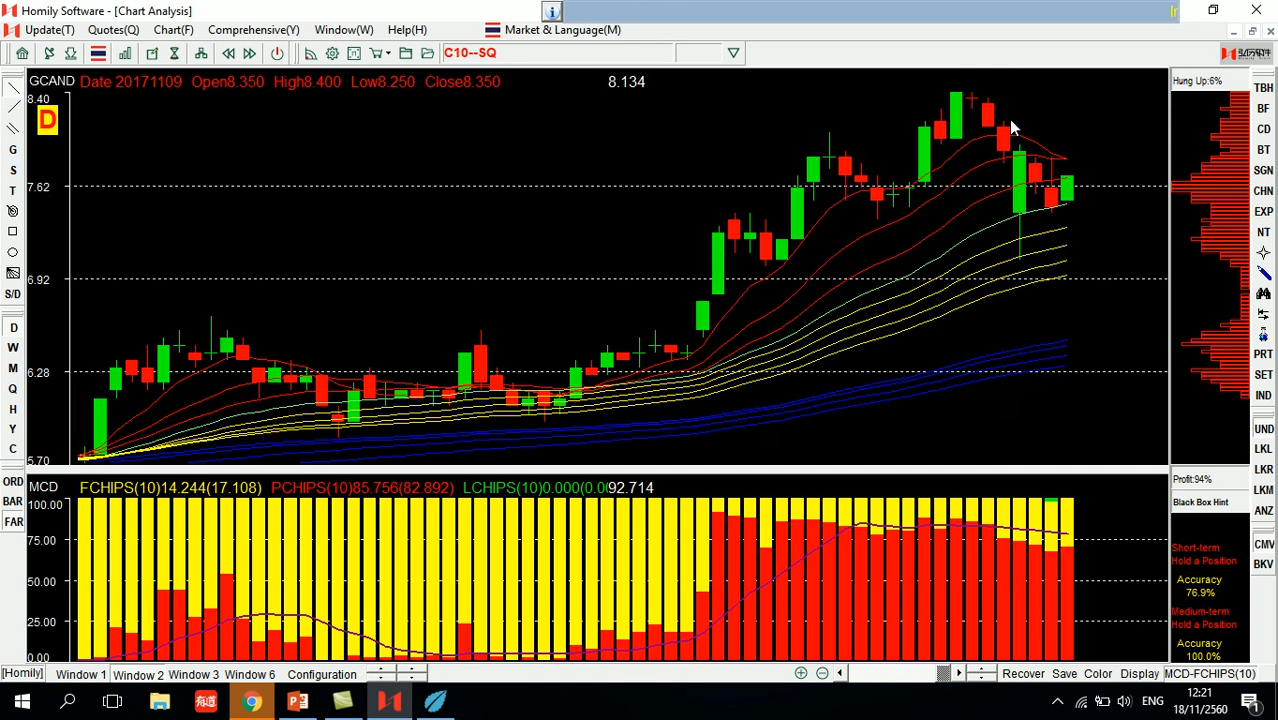 Homily Software - [Chart Analysis]
Update(T) Quotes(Q) Chart(F) Comprehensive(Y) Window(W) Help(H) Market & Language(M)
C10--SQ
GCAND Date 20171109 Open8.350 High8.400 Low8.250 Close8.350 8.134
Hung Up:6%
8.40
D
7.62
6.92
6.28
5.70
G
S
T
S/D
D
W
M
Q
H
Y
C
ORD
BAR
FAR
TBH
BF
CD
BT
SGN
CHN
EXP
NT
PRT
SET
IND
UND
LKL
LKR
LKM
ANZ
CMV
BKV
MCD FCHIPS(10)14.244(17.108) PCHIPS(10)85.756(82.892) LCHIPS(10)0.000(0.00 92.714
100.00
75.00
50.00
25.00
0.00
Profit:94%
Black Box Hint
Short-term
Hold a Position
Accuracy
76.9%
Medium-term
Hold a Position
Accuracy
100.0%
[Homily] Window 1 Window 2 Window 3 Window 6 Configuration Recover Save Color Display MCD-FCHIPS(10)
有道
ENG
12:21
18/11/2560